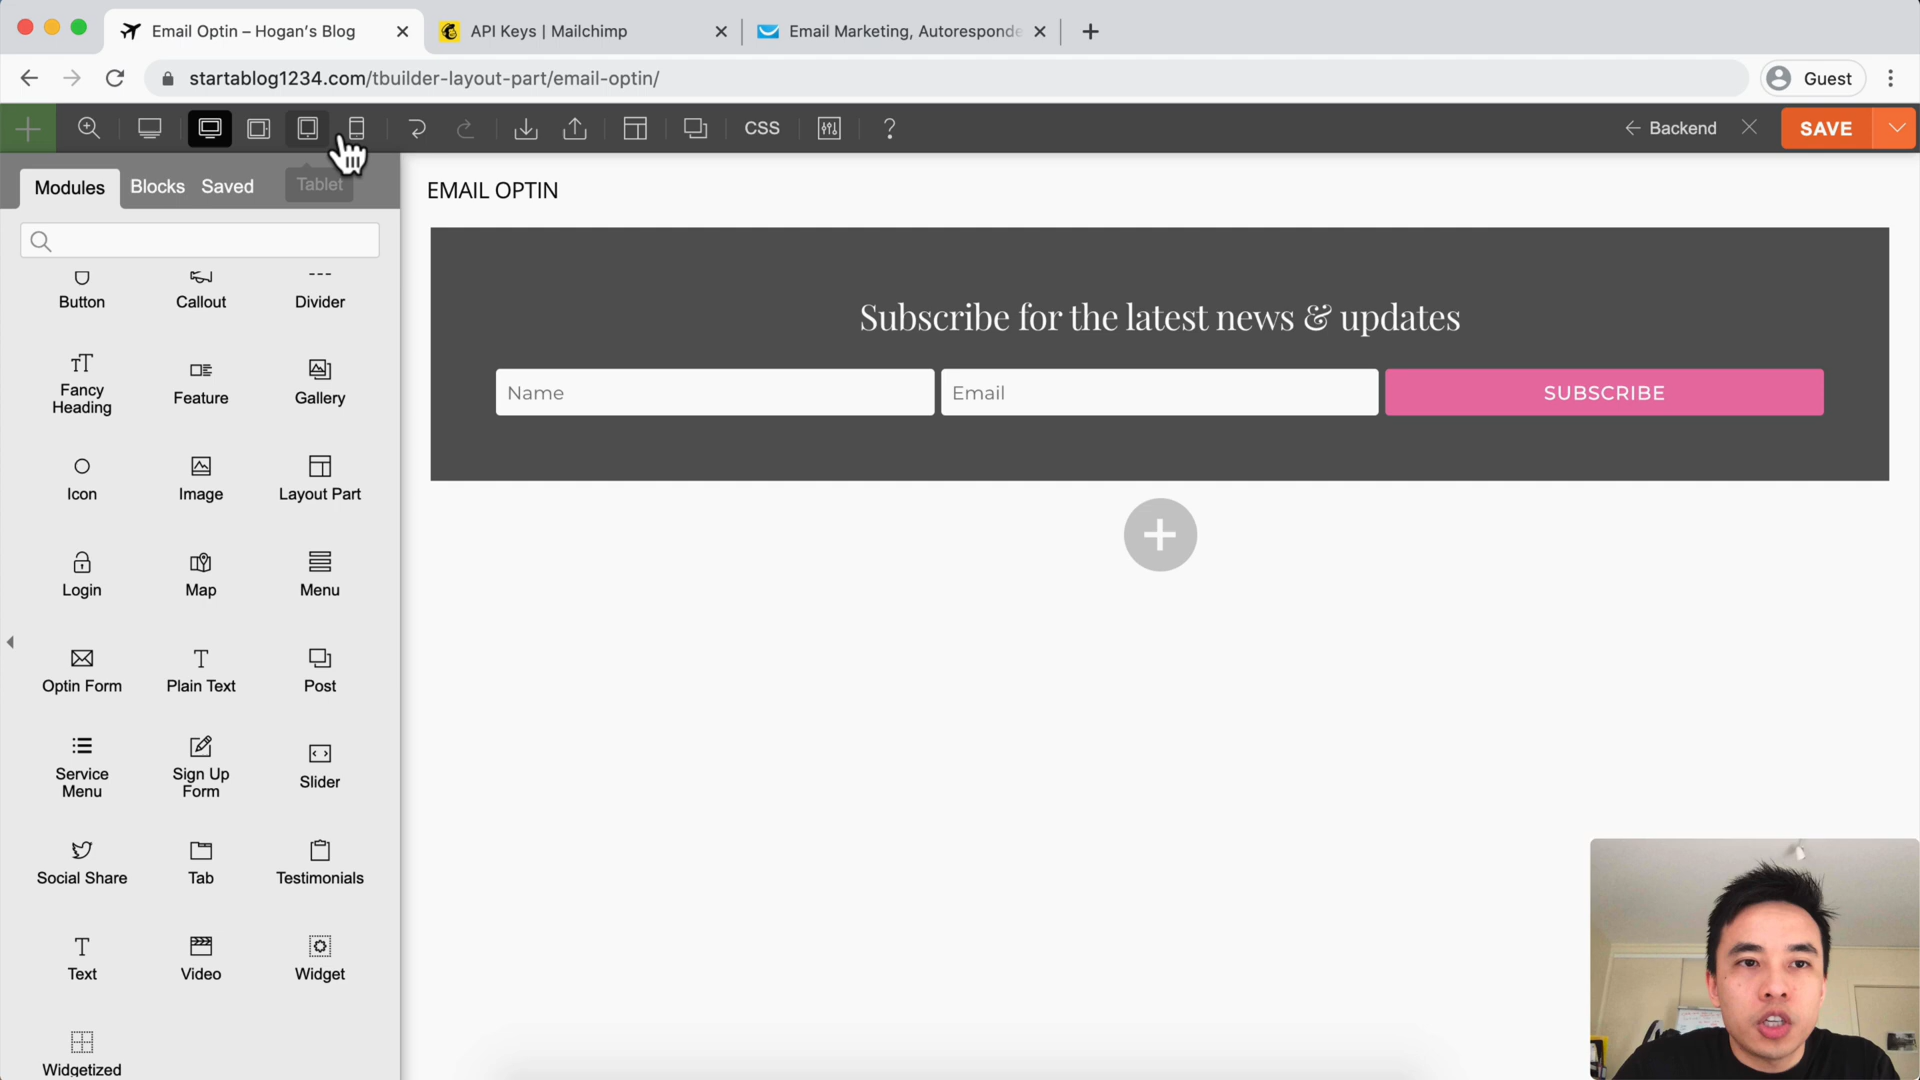 Email Optin – Hogan's Blog
API Keys | Mailchimp
Email Marketing, Autoresponde
startablog1234.com/tbuilder-layout-part/email-optin/
Guest
CSS
?
Backend
SAVE
Modules
Blocks
Saved
Tablet
EMAIL OPTIN
Button
Callout
Divider
Subscribe for the latest news & updates
Fancy
Heading
Feature
Gallery
Name
Email
SUBSCRIBE
Icon
Image
Layout Part
Login
Map
Menu
Optin Form
Plain Text
Post
Service
Menu
Sign Up
Form
Slider
Social Share
Tab
Testimonials
Text
Video
Widget
Widgetized